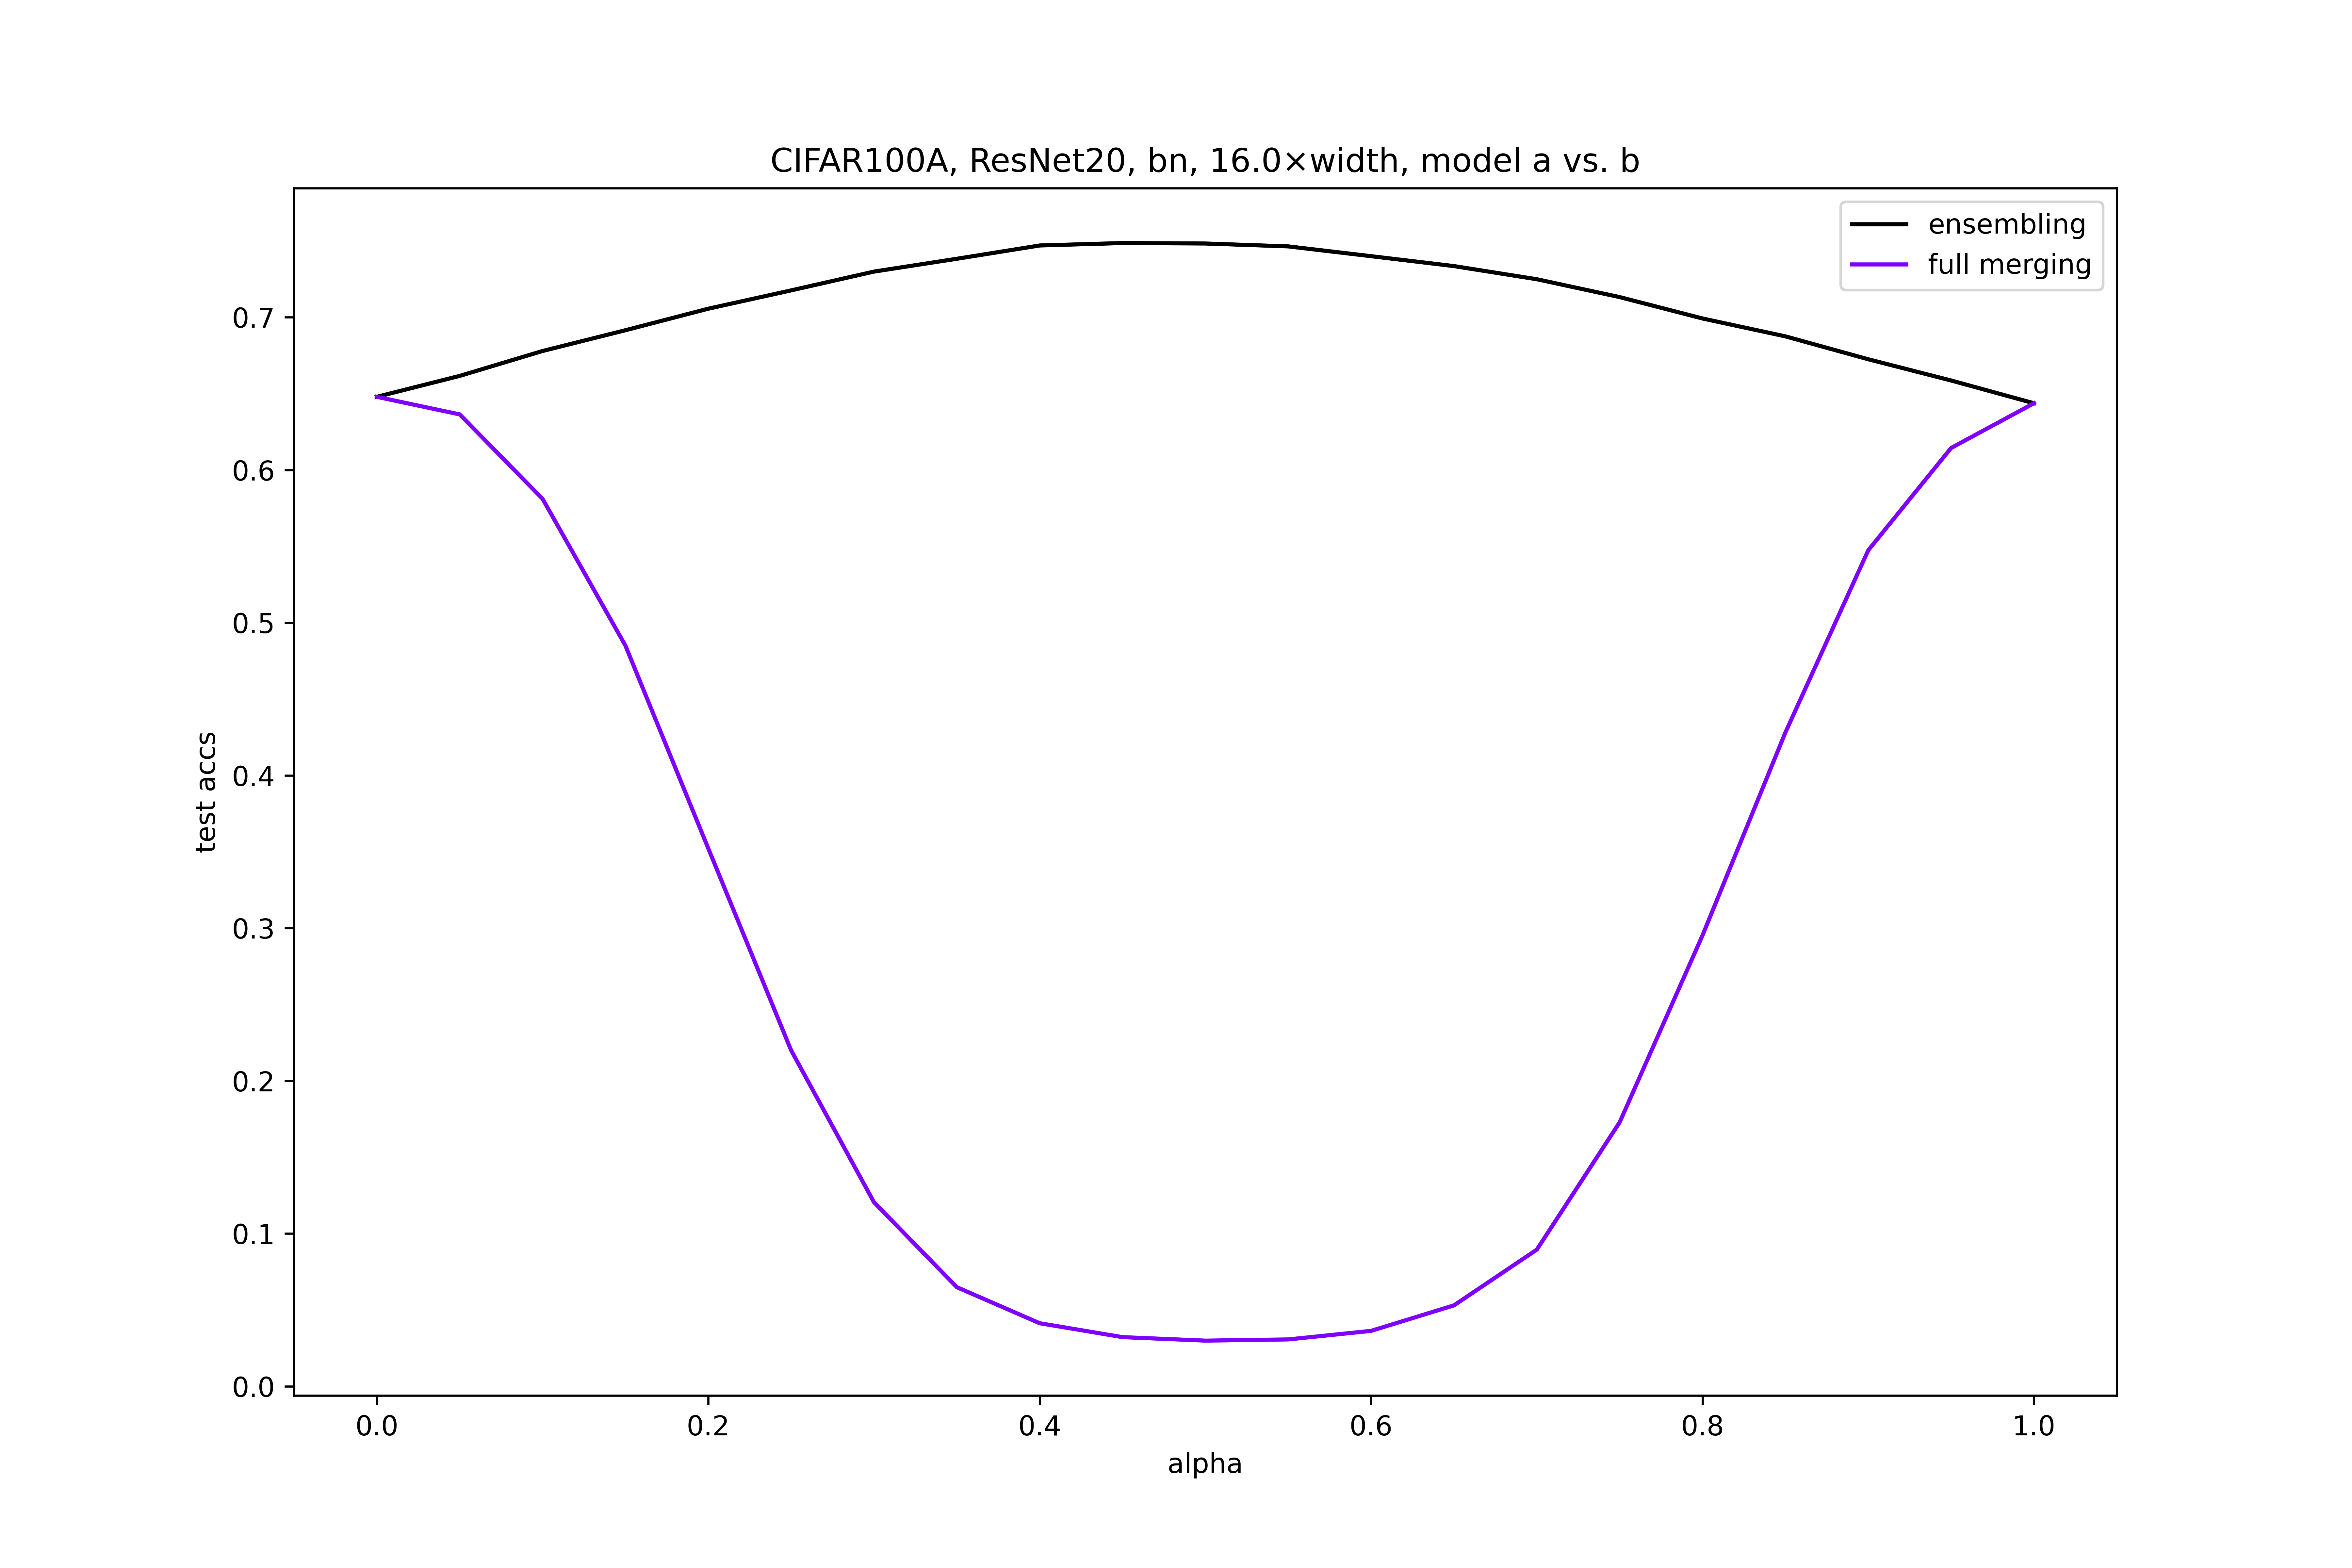 CIFAR100A, ResNet20, bn, 16.0×width, model a vs. b
ensembling
full merging
test accs
0.7
0.6
0.5
0.4
0.3
0.2
0.1
0.0
0.0 0.2 0.4 0.6 0.8 1.0
alpha